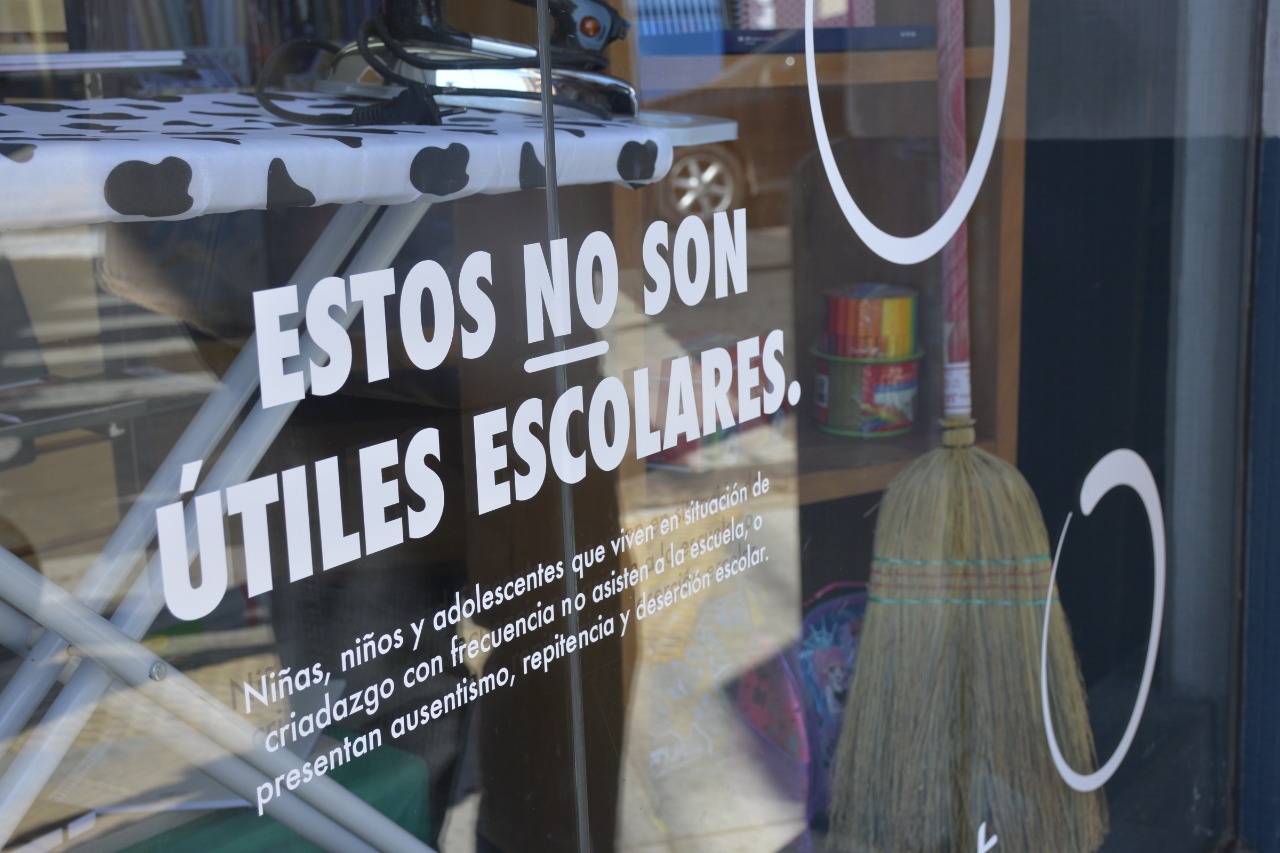 ESTOS NO SON
ÚTILES ESCOLARES.
Niñas, niños y adolescentes que viven en situación de
criadazgo con frecuencia no asisten a la escuela, o
presentan ausentismo, repitencia y deserción escolar.